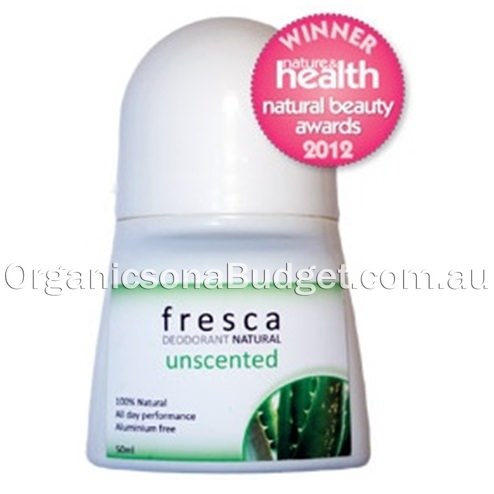 WINNER
nature &
health
natural beauty
awards
2012
OrganicsonaBudget.com.au
fresca
DEODORANT NATURAL
unscented
100% Natural
All day performance
Aluminium free
50ml